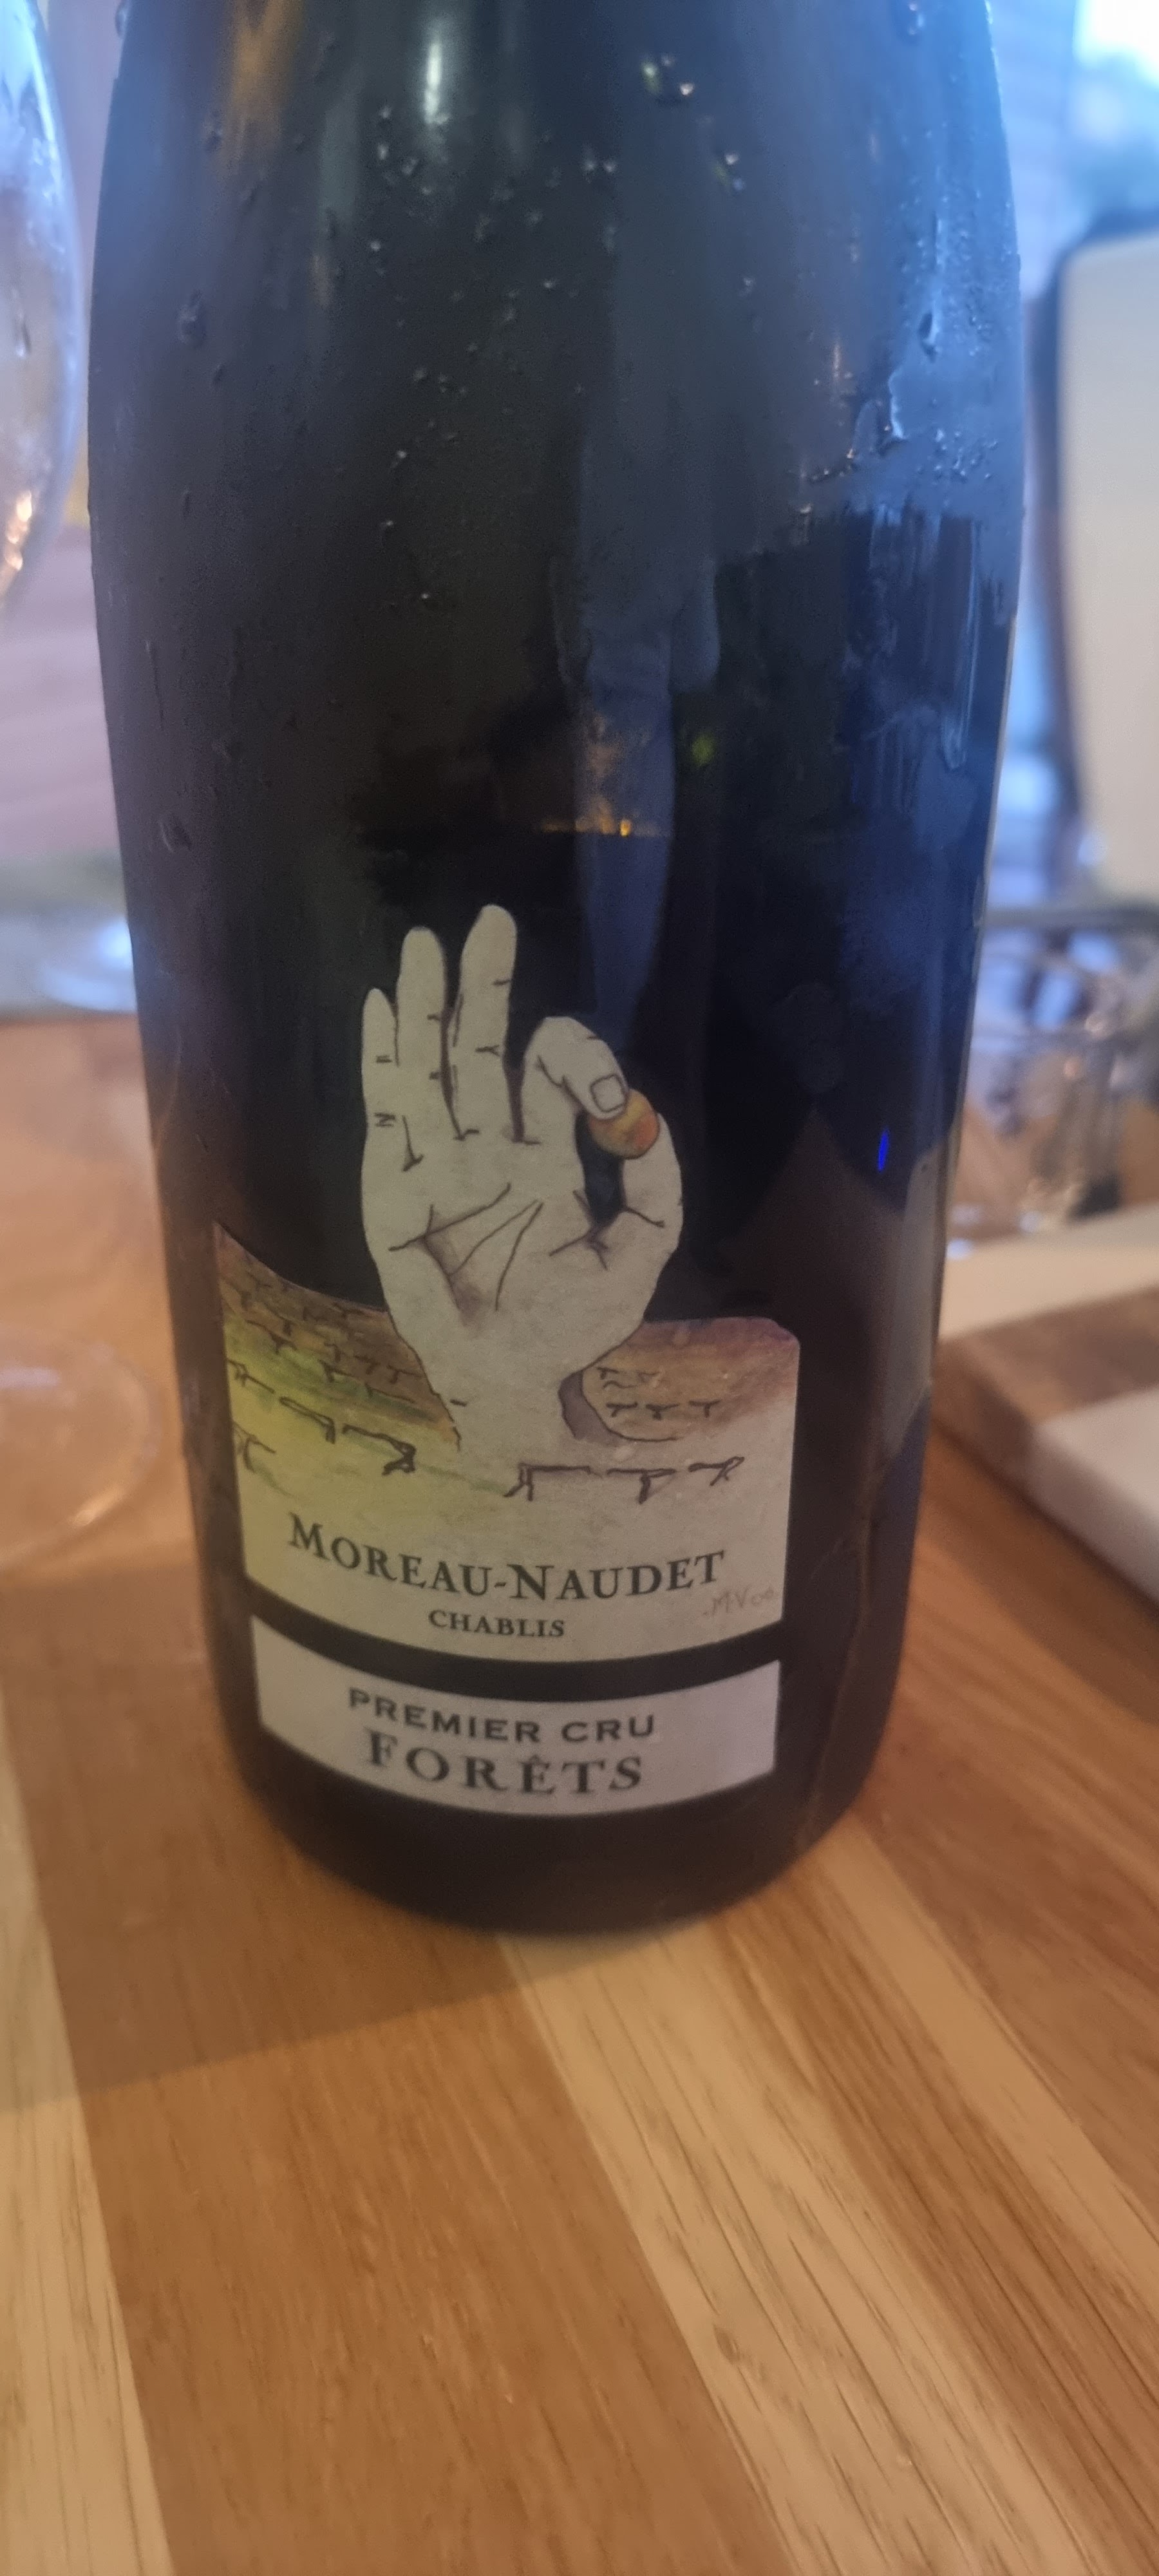 MOREAU-NAUDET
CHABLIS
PREMIER CRU
FORÊTS